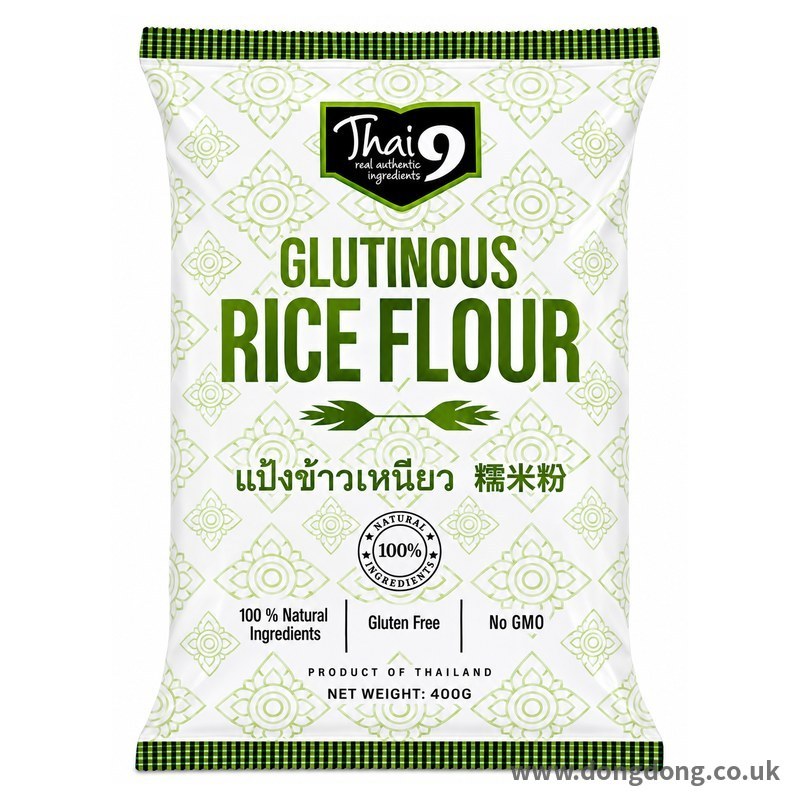 Thai 9
real authentic
ingredients
GLUTINOUS
RICE FLOUR
แป้งข้าวเหนียว 糯米粉
NATURAL
100%
INGREDIENTS
100 % Natural
Ingredients
Gluten Free
No GMO
PRODUCT OF THAILAND
NET WEIGHT: 400G
www.dongdong.co.uk